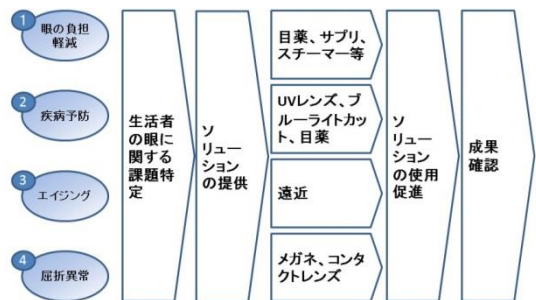 1
眼の負担
軽減
2
疾病予防
3
エイジング
4
屈折異常
生活者
の眼に
関する
課題特
定
ソ
リュー
ション
の提供
目薬、サプリ、
スチーマー等
UVレンズ、ブ
ルーライトカッ
ト、目薬
遠近
メガネ、コンタ
クトレンズ
ソ
リュー
ション
の使用
促進
成果
確認